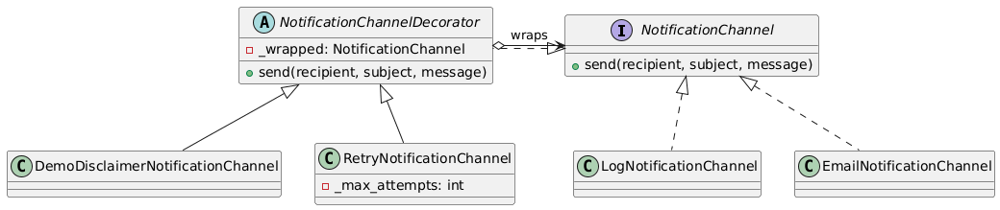 A NotificationChannelDecorator
_wrapped: NotificationChannel
send(recipient, subject, message)
wraps
I NotificationChannel
send(recipient, subject, message)
C DemoDisclaimerNotificationChannel
C RetryNotificationChannel
_max_attempts: int
C LogNotificationChannel
C EmailNotificationChannel